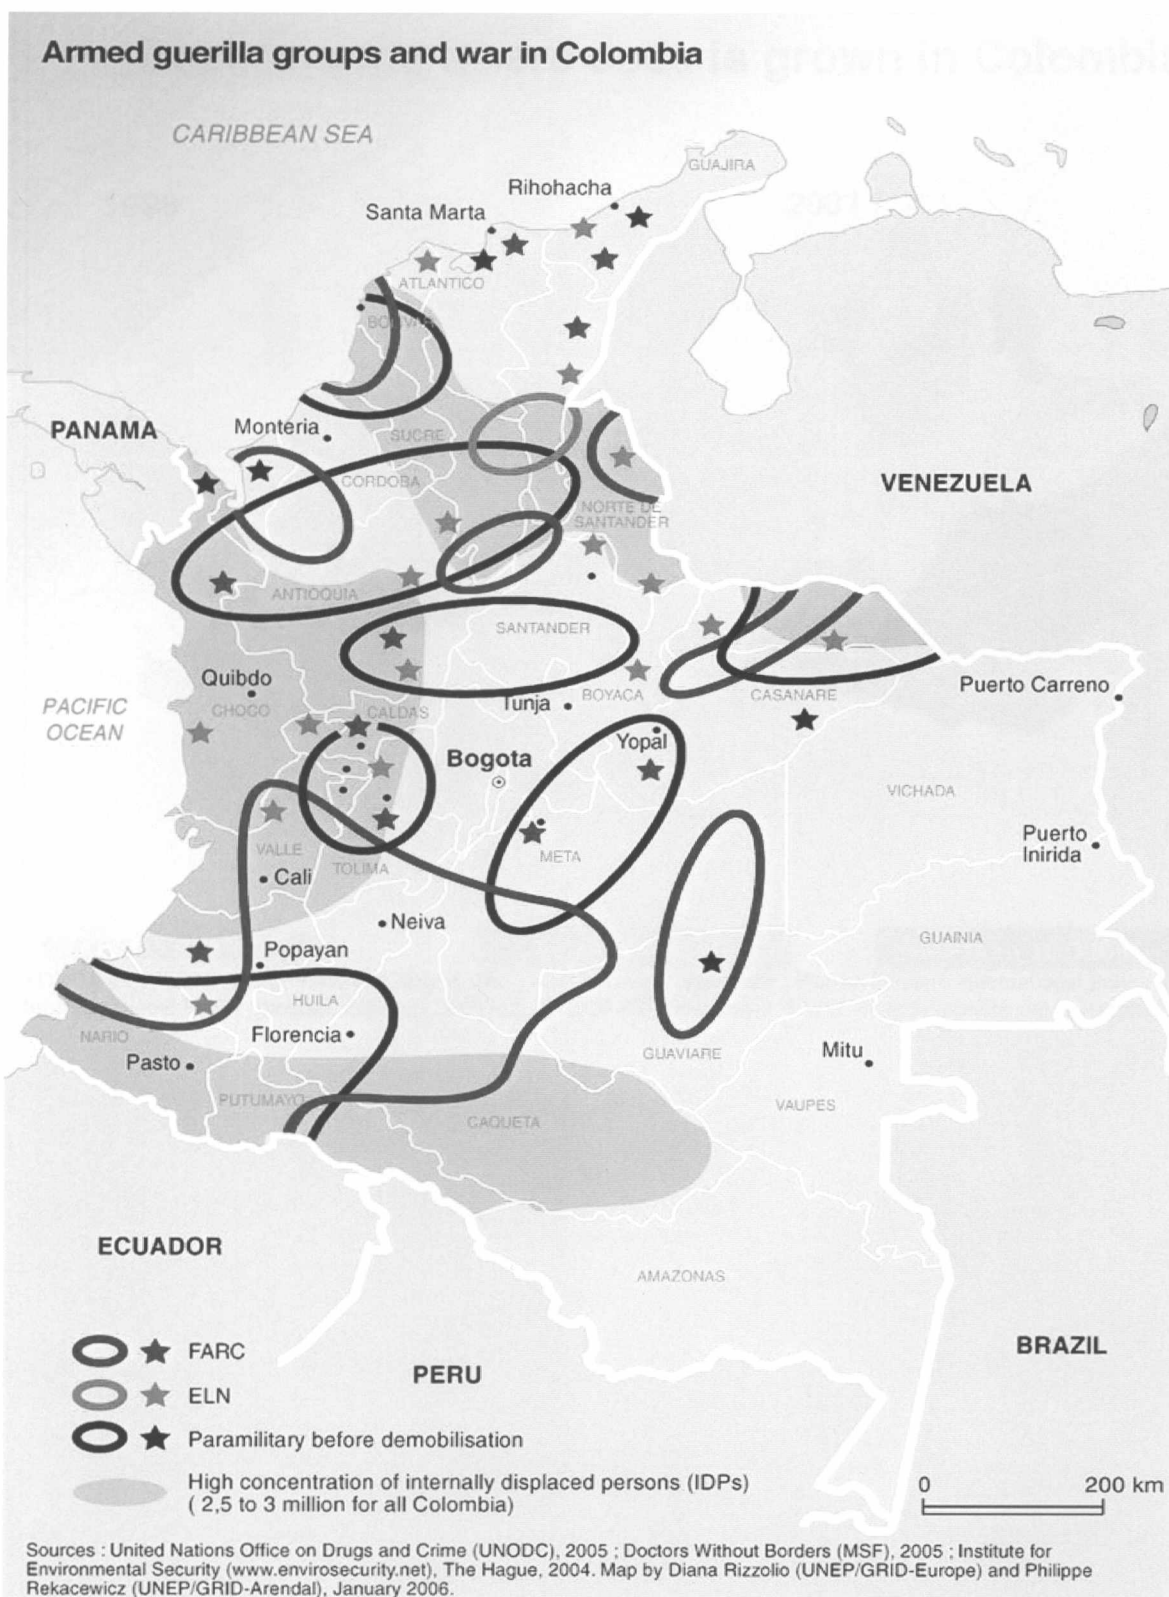 Armed guerilla groups and war in Colombia
CARIBBEAN SEA
GUAJIRA
Rihohacha
Santa Marta
ATLANTICO
BOLIVAR
PANAMA
Monteria
SUCRE
CORDOBA
VENEZUELA
NORTE DE
SANTANDER
ANTIOQUIA
SANTANDER
Quibdo
CHOCO
CALDAS
Tunja
BOYACA
CASANARE
Puerto Carreno
PACIFIC
OCEAN
Bogota
Yopal
VICHADA
VALLE
TOLIMA
META
Puerto
Inirida
Cali
Neiva
GUAINIA
Popayan
HUILA
NARIO
Florencia
GUAVIARE
Mitu
Pasto
PUTUMAYO
CAQUETA
VAUPES
ECUADOR
AMAZONAS
PERU
BRAZIL
FARC
ELN
Paramilitary before demobilisation
High concentration of internally displaced persons (IDPs)
( 2,5 to 3 million for all Colombia)
0 200 km
Sources : United Nations Office on Drugs and Crime (UNODC), 2005 ; Doctors Without Borders (MSF), 2005 ; Institute for
Environmental Security (www.envirosecurity.net), The Hague, 2004. Map by Diana Rizzolio (UNEP/GRID-Europe) and Philippe
Rekacewicz (UNEP/GRID-Arendal), January 2006.